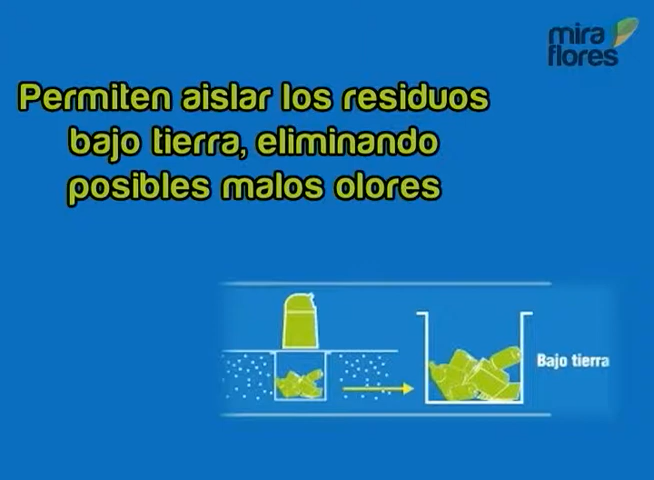 mira
flores
Permiten aislar los residuos
bajo tierra, eliminando
posibles malos olores
Bajo tierra